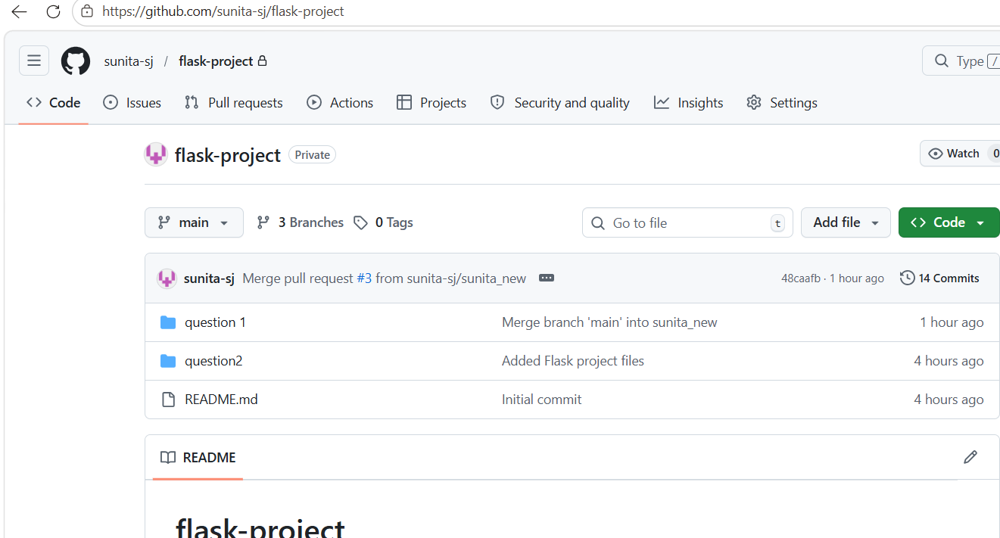 https://github.com/sunita-sj/flask-project
sunita-sj / flask-project
Type /
Code Issues Pull requests Actions Projects Security and quality Insights Settings
flask-project Private
Watch 0
main 3 Branches 0 Tags Go to file t Add file Code
sunita-sj Merge pull request #3 from sunita-sj/sunita_new 48caafb · 1 hour ago 14 Commits
question 1 Merge branch 'main' into sunita_new 1 hour ago
question2 Added Flask project files 4 hours ago
README.md Initial commit 4 hours ago
README
flask-project